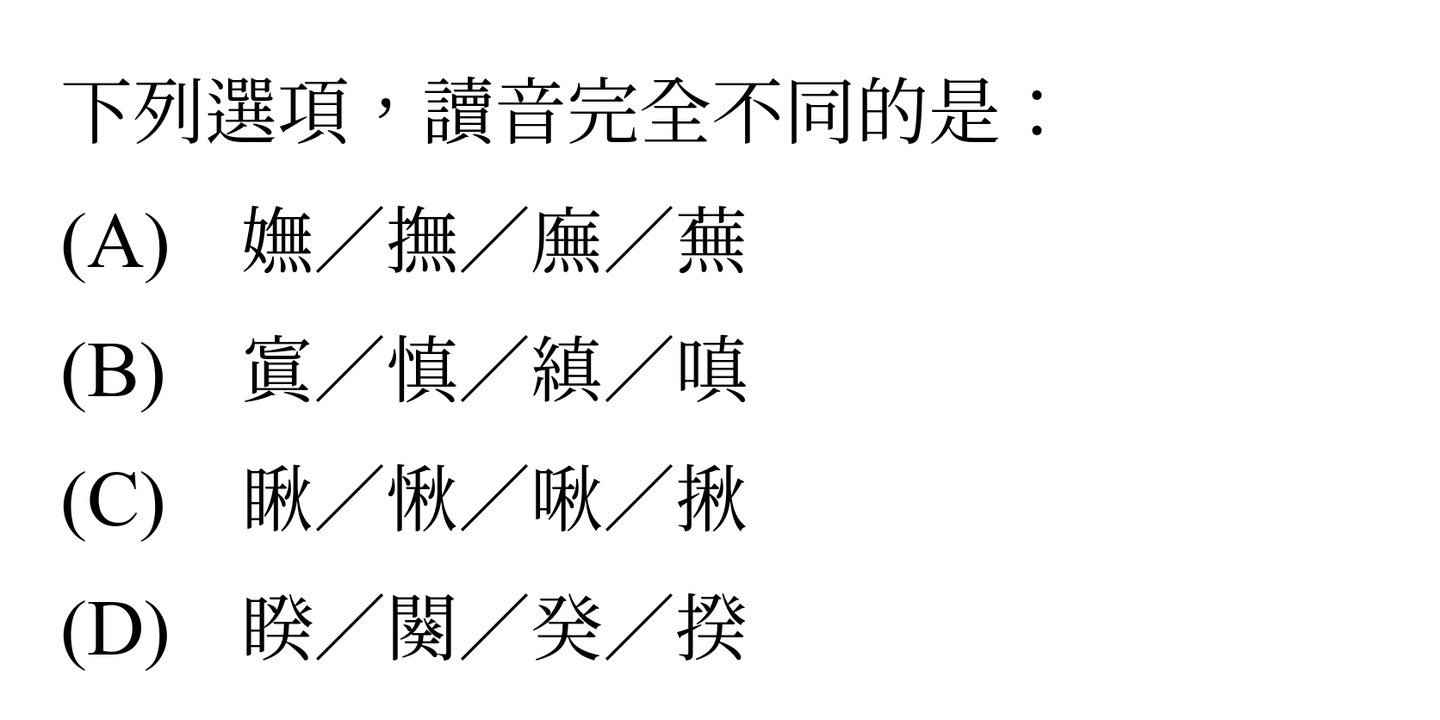 下列選項，讀音完全不同的是：
(A)　嫵／撫／廡／蕪
(B)　寘／慎／縝／嗔
(C)　瞅／愀／啾／揪
(D)　睽／闋／癸／揆